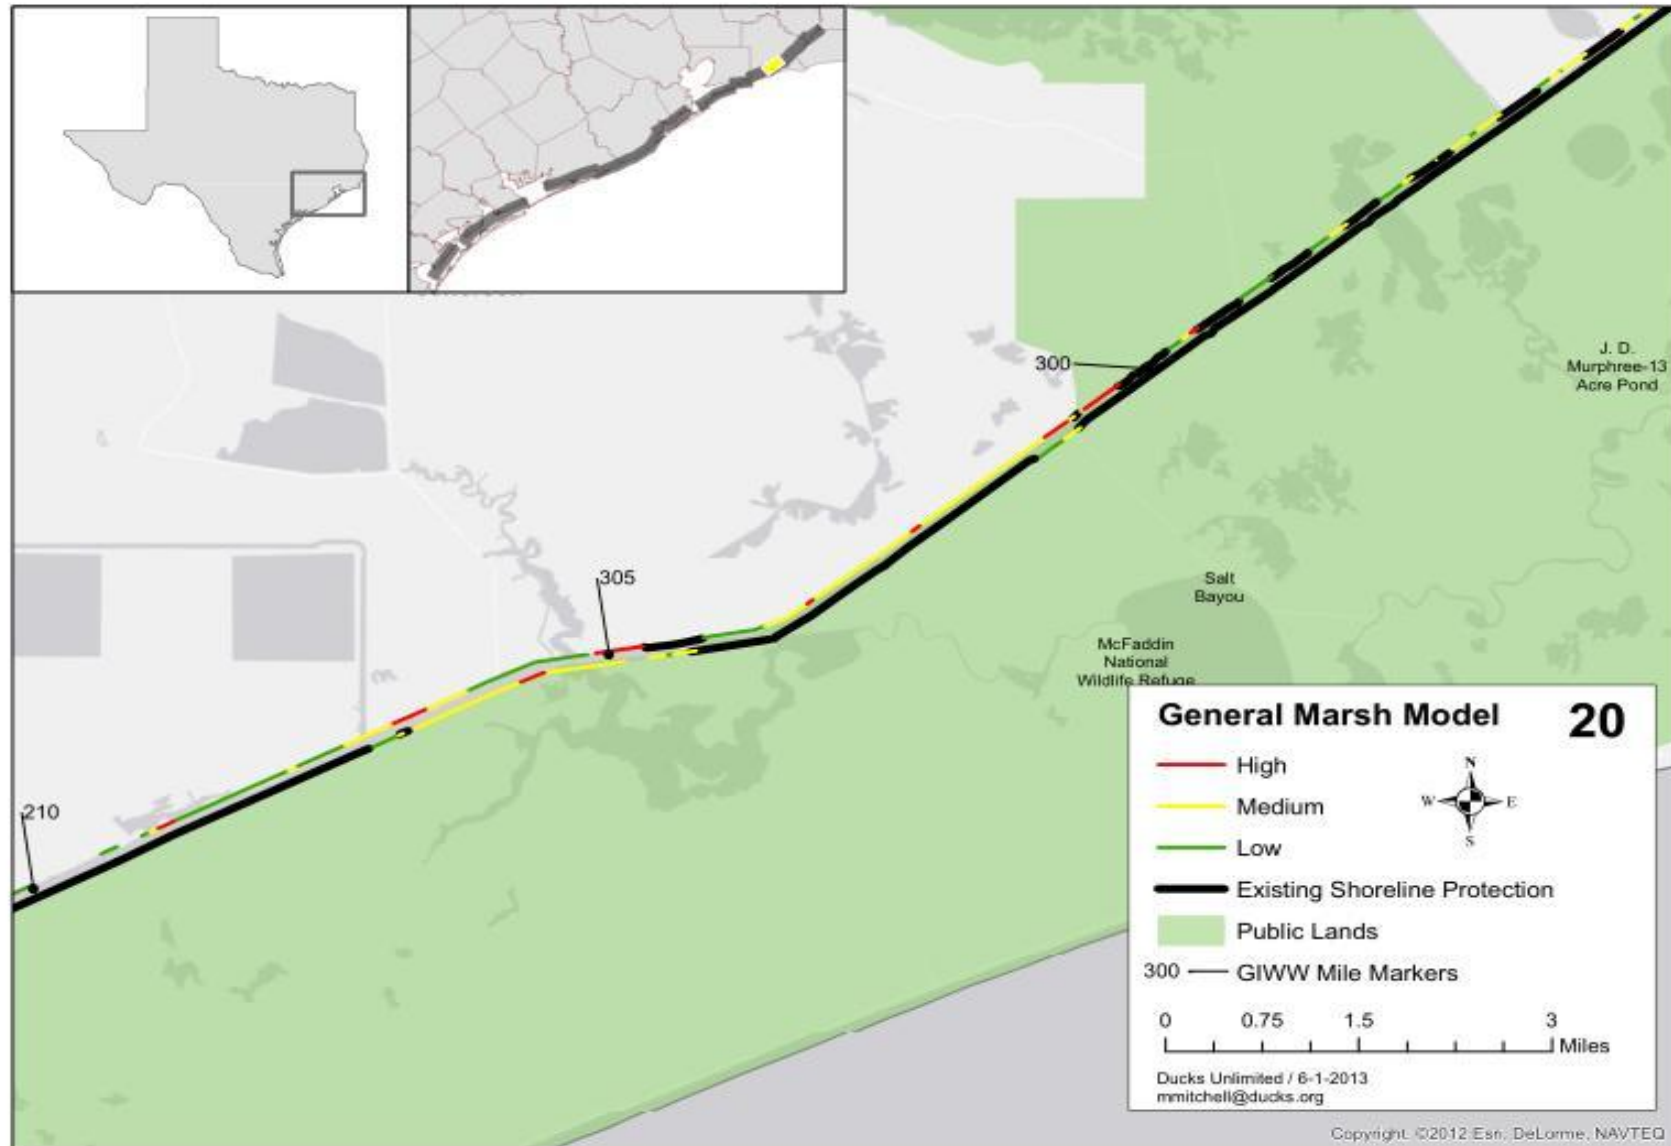 300
J. D.
Murphree-13
Acre Pond
305
Salt
Bayou
McFaddin
National
Wildlife Refuge
210
General Marsh Model
20
High
Medium
Low
Existing Shoreline Protection
Public Lands
300
GIWW Mile Markers
N
W
E
S
0 0.75 1.5 3
Miles
Ducks Unlimited / 6-1-2013
mmitchell@ducks.org
Copyright: ©2012 Esri, DeLorme, NAVTEQ